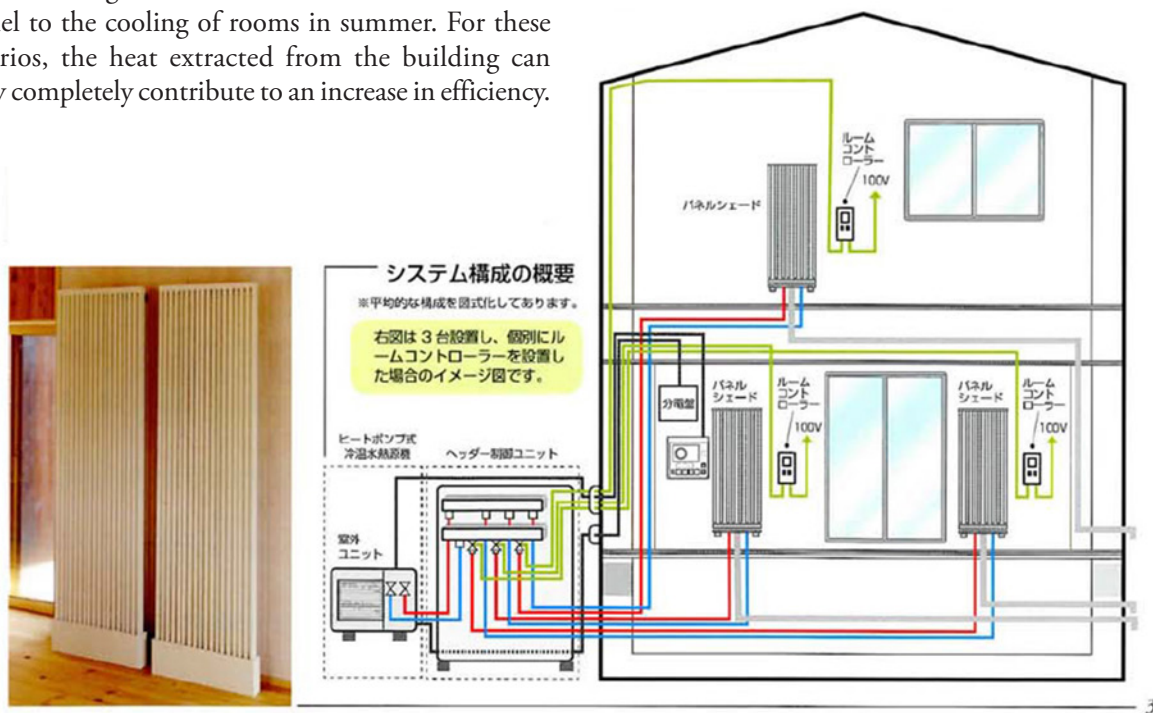 el to the cooling of rooms in summer. For these
rios, the heat extracted from the building can
completely contribute to an increase in efficiency.
ルーム
コント
ローラー
100V
パネルシェード
システム構成の概要
※平均的な構成を図式化してあります。
右図は3台設置し、個別にル
ームコントローラーを設置し
た場合のイメージ図です。
分電盤
パネル
シェード
ルーム
コント
ローラー
100V
パネル
シェード
ルーム
コント
ローラー
100V
ヒートポンプ式
冷温水熱源機
ヘッダー制御ユニット
室外
ユニット